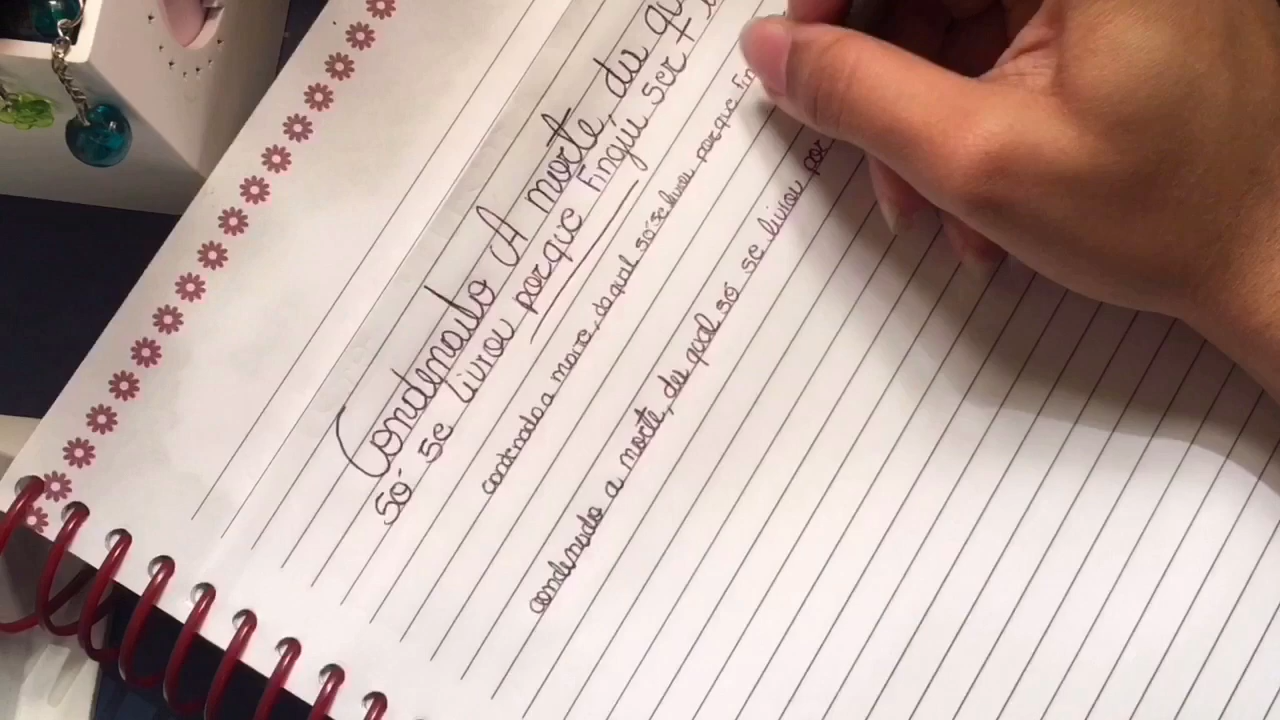 Condenado A morte, da qu
só se livrou porque Fingiu ser
condenado a morte, da qual só se livrou porque Fin
condenado a morte, da qual só se livrou por